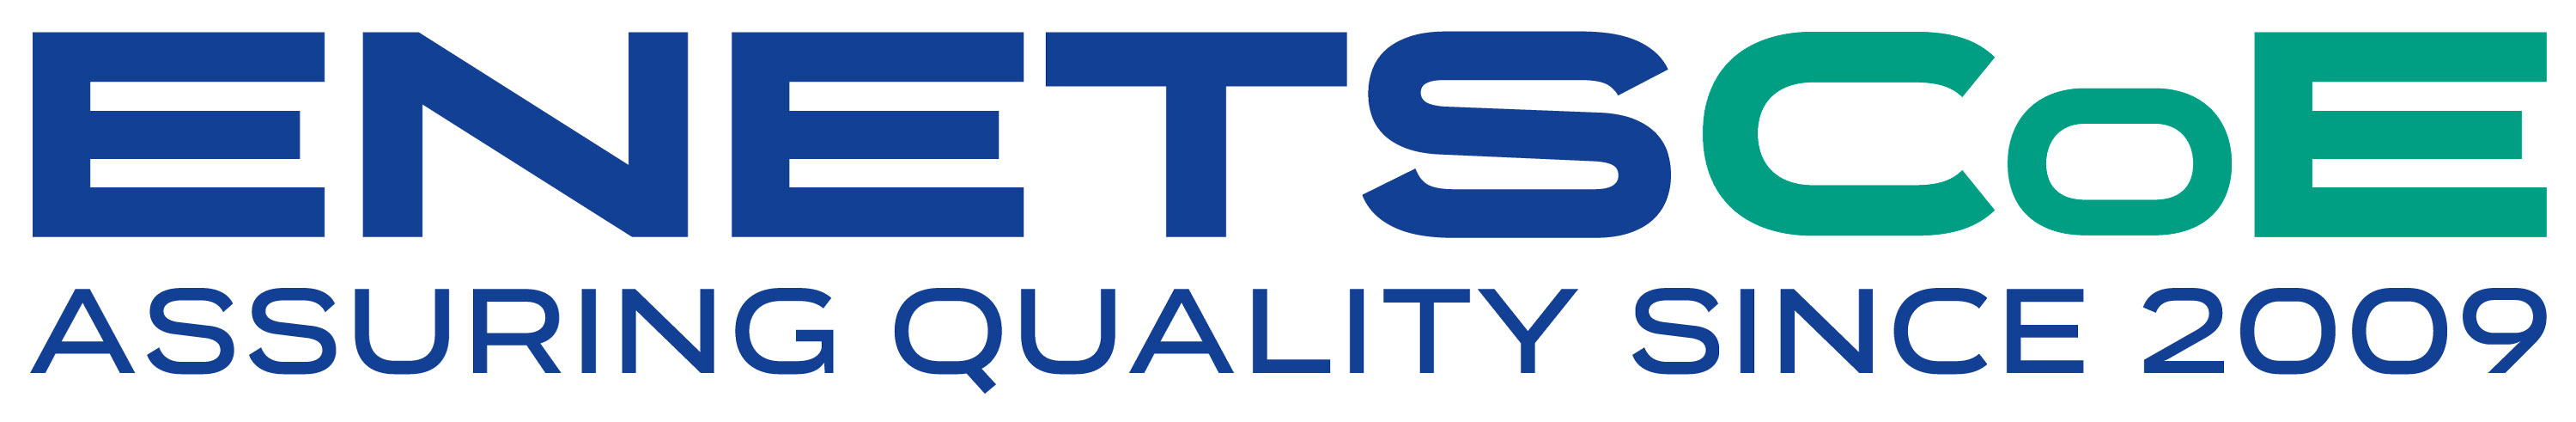 ENETSCoE
ASSURING QUALITY SINCE 2009